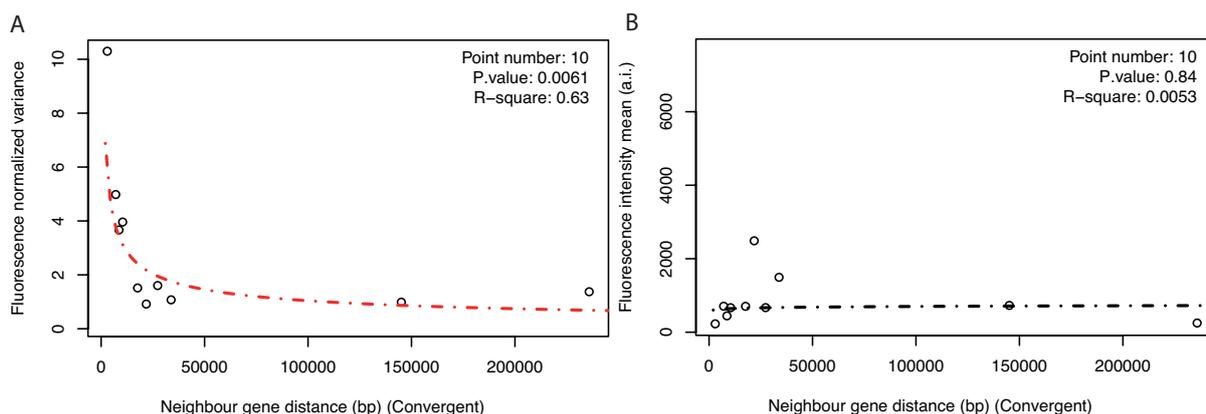 A
Point number: 10
P.value: 0.0061
R−square: 0.63
Fluorescence normalized variance
10
8
6
4
2
0
0 50000 100000 150000 200000
Neighbour gene distance (bp) (Convergent)
B
Point number: 10
P.value: 0.84
R−square: 0.0053
Fluorescence intensity mean (a.i.)
6000
4000
2000
0
0 50000 100000 150000 200000
Neighbour gene distance (bp) (Convergent)